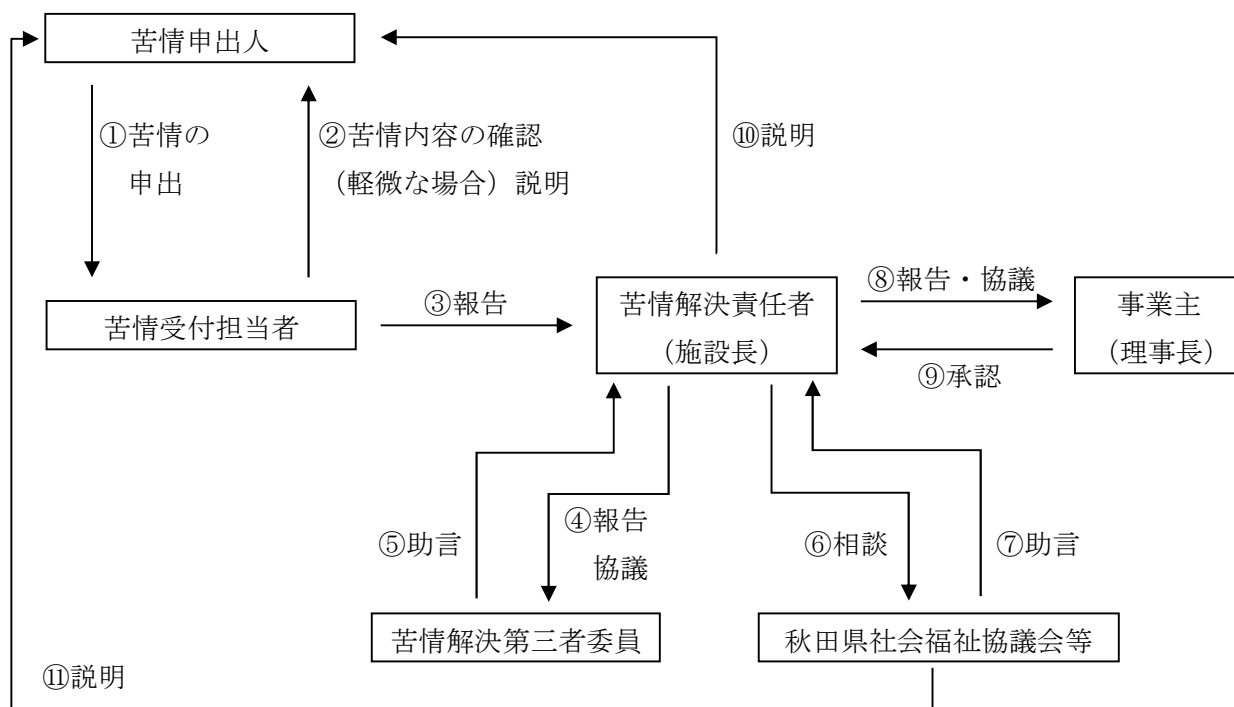 苦情申出人
①苦情の
申出
②苦情内容の確認
（軽微な場合）説明
⑩説明
苦情受付担当者
③報告
苦情解決責任者
（施設長）
⑧報告・協議
⑨承認
事業主
（理事長）
⑤助言
④報告
協議
⑥相談
⑦助言
苦情解決第三者委員
秋田県社会福祉協議会等
⑪説明